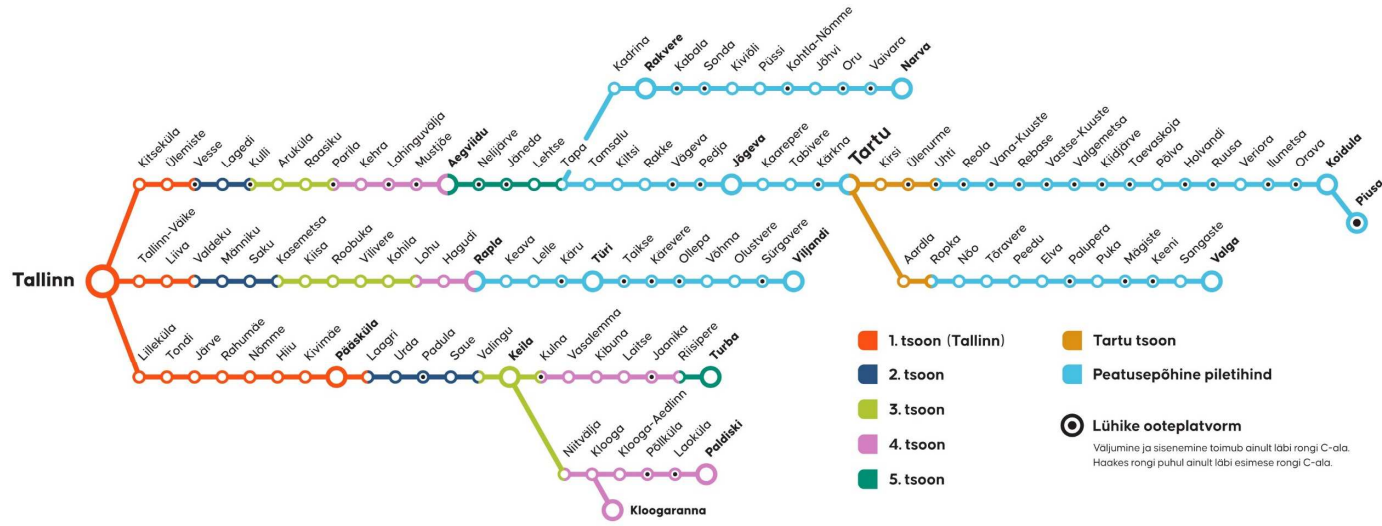 Kadrina
Rakvere
Kabala
Sonda
Kiviõli
Püssi
Kohtla-Nõmme
Jõhvi
Oru
Vaivara
Narva
Kitseküla
Ülemiste
Vesse
Lagedi
Kulli
Aruküla
Raasiku
Parila
Kehra
Lahinguvälja
Mustjõe
Aegviidu
Nelijärve
Jäneda
Lehtse
Tapa
Tamsalu
Kiltsi
Rakke
Vägeva
Pedja
Jõgeva
Kaarepere
Tabivere
Kärkna
Tartu
Kirsi
Ülenurme
Uhti
Reola
Vana-Kuuste
Rebase
Vastse-Kuuste
Valgemetsa
Kiidjärve
Taevaskoja
Põlva
Holvandi
Ruusa
Veriora
Ilumetsa
Orava
Koidula
Piusa
Tallinn
Tallinn-Väike
Liiva
Valdeku
Männiku
Saku
Kasemetsa
Kiisa
Roobuka
Vilivere
Kohila
Lohu
Hagudi
Rapla
Keava
Lelle
Käru
Türi
Taikse
Kärevere
Ollepa
Võhma
Olustvere
Sürgavere
Viljandi
Aardla
Ropka
Nõo
Tõravere
Peedu
Elva
Palupera
Puka
Mägiste
Keeni
Sangaste
Valga
Lilleküla
Tondi
Järve
Rahumäe
Nõmme
Hiiu
Kivimäe
Pääsküla
Laagri
Urda
Padula
Saue
Valingu
Keila
Kulna
Vasalemma
Kibuna
Laitse
Jaanika
Riisipere
Turba
Niitvälja
Klooga
Klooga-Aedlinn
Põllküla
Laoküla
Paldiski
Kloogaranna
1. tsoon (Tallinn)
2. tsoon
3. tsoon
4. tsoon
5. tsoon
Tartu tsoon
Peatusepõhine piletihind
Lühike ooteplatvorm
Väljumine ja sisenemine toimub ainult läbi rongi C-ala.
Haakes rongi puhul ainult läbi esimese rongi C-ala.